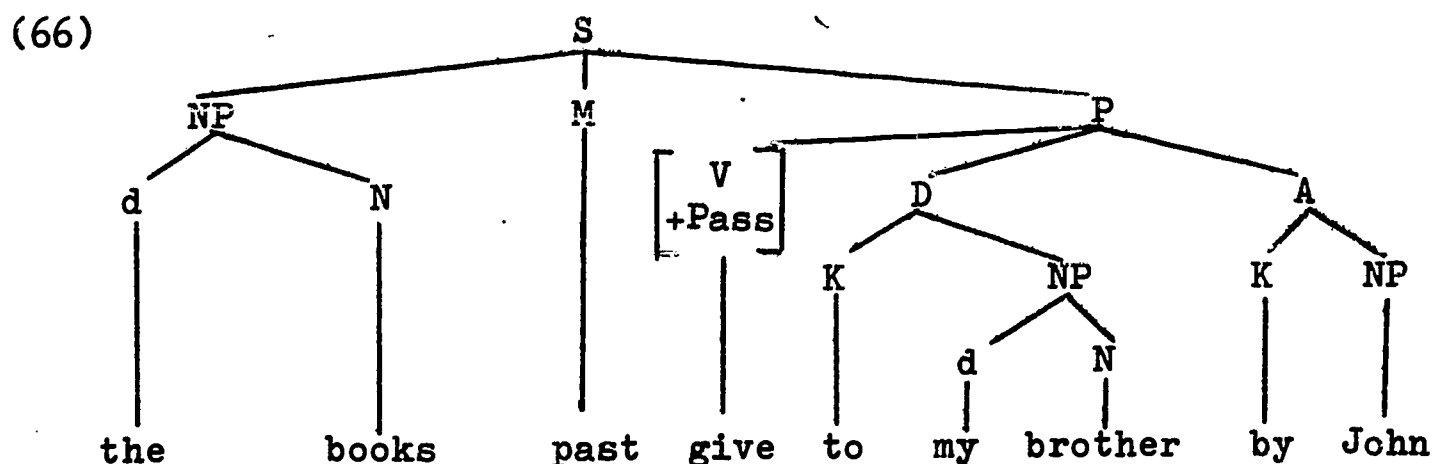 (66)
S
NP M P
V
+Pass
d N D A
K NP K NP
d N
the books past give to my brother by John